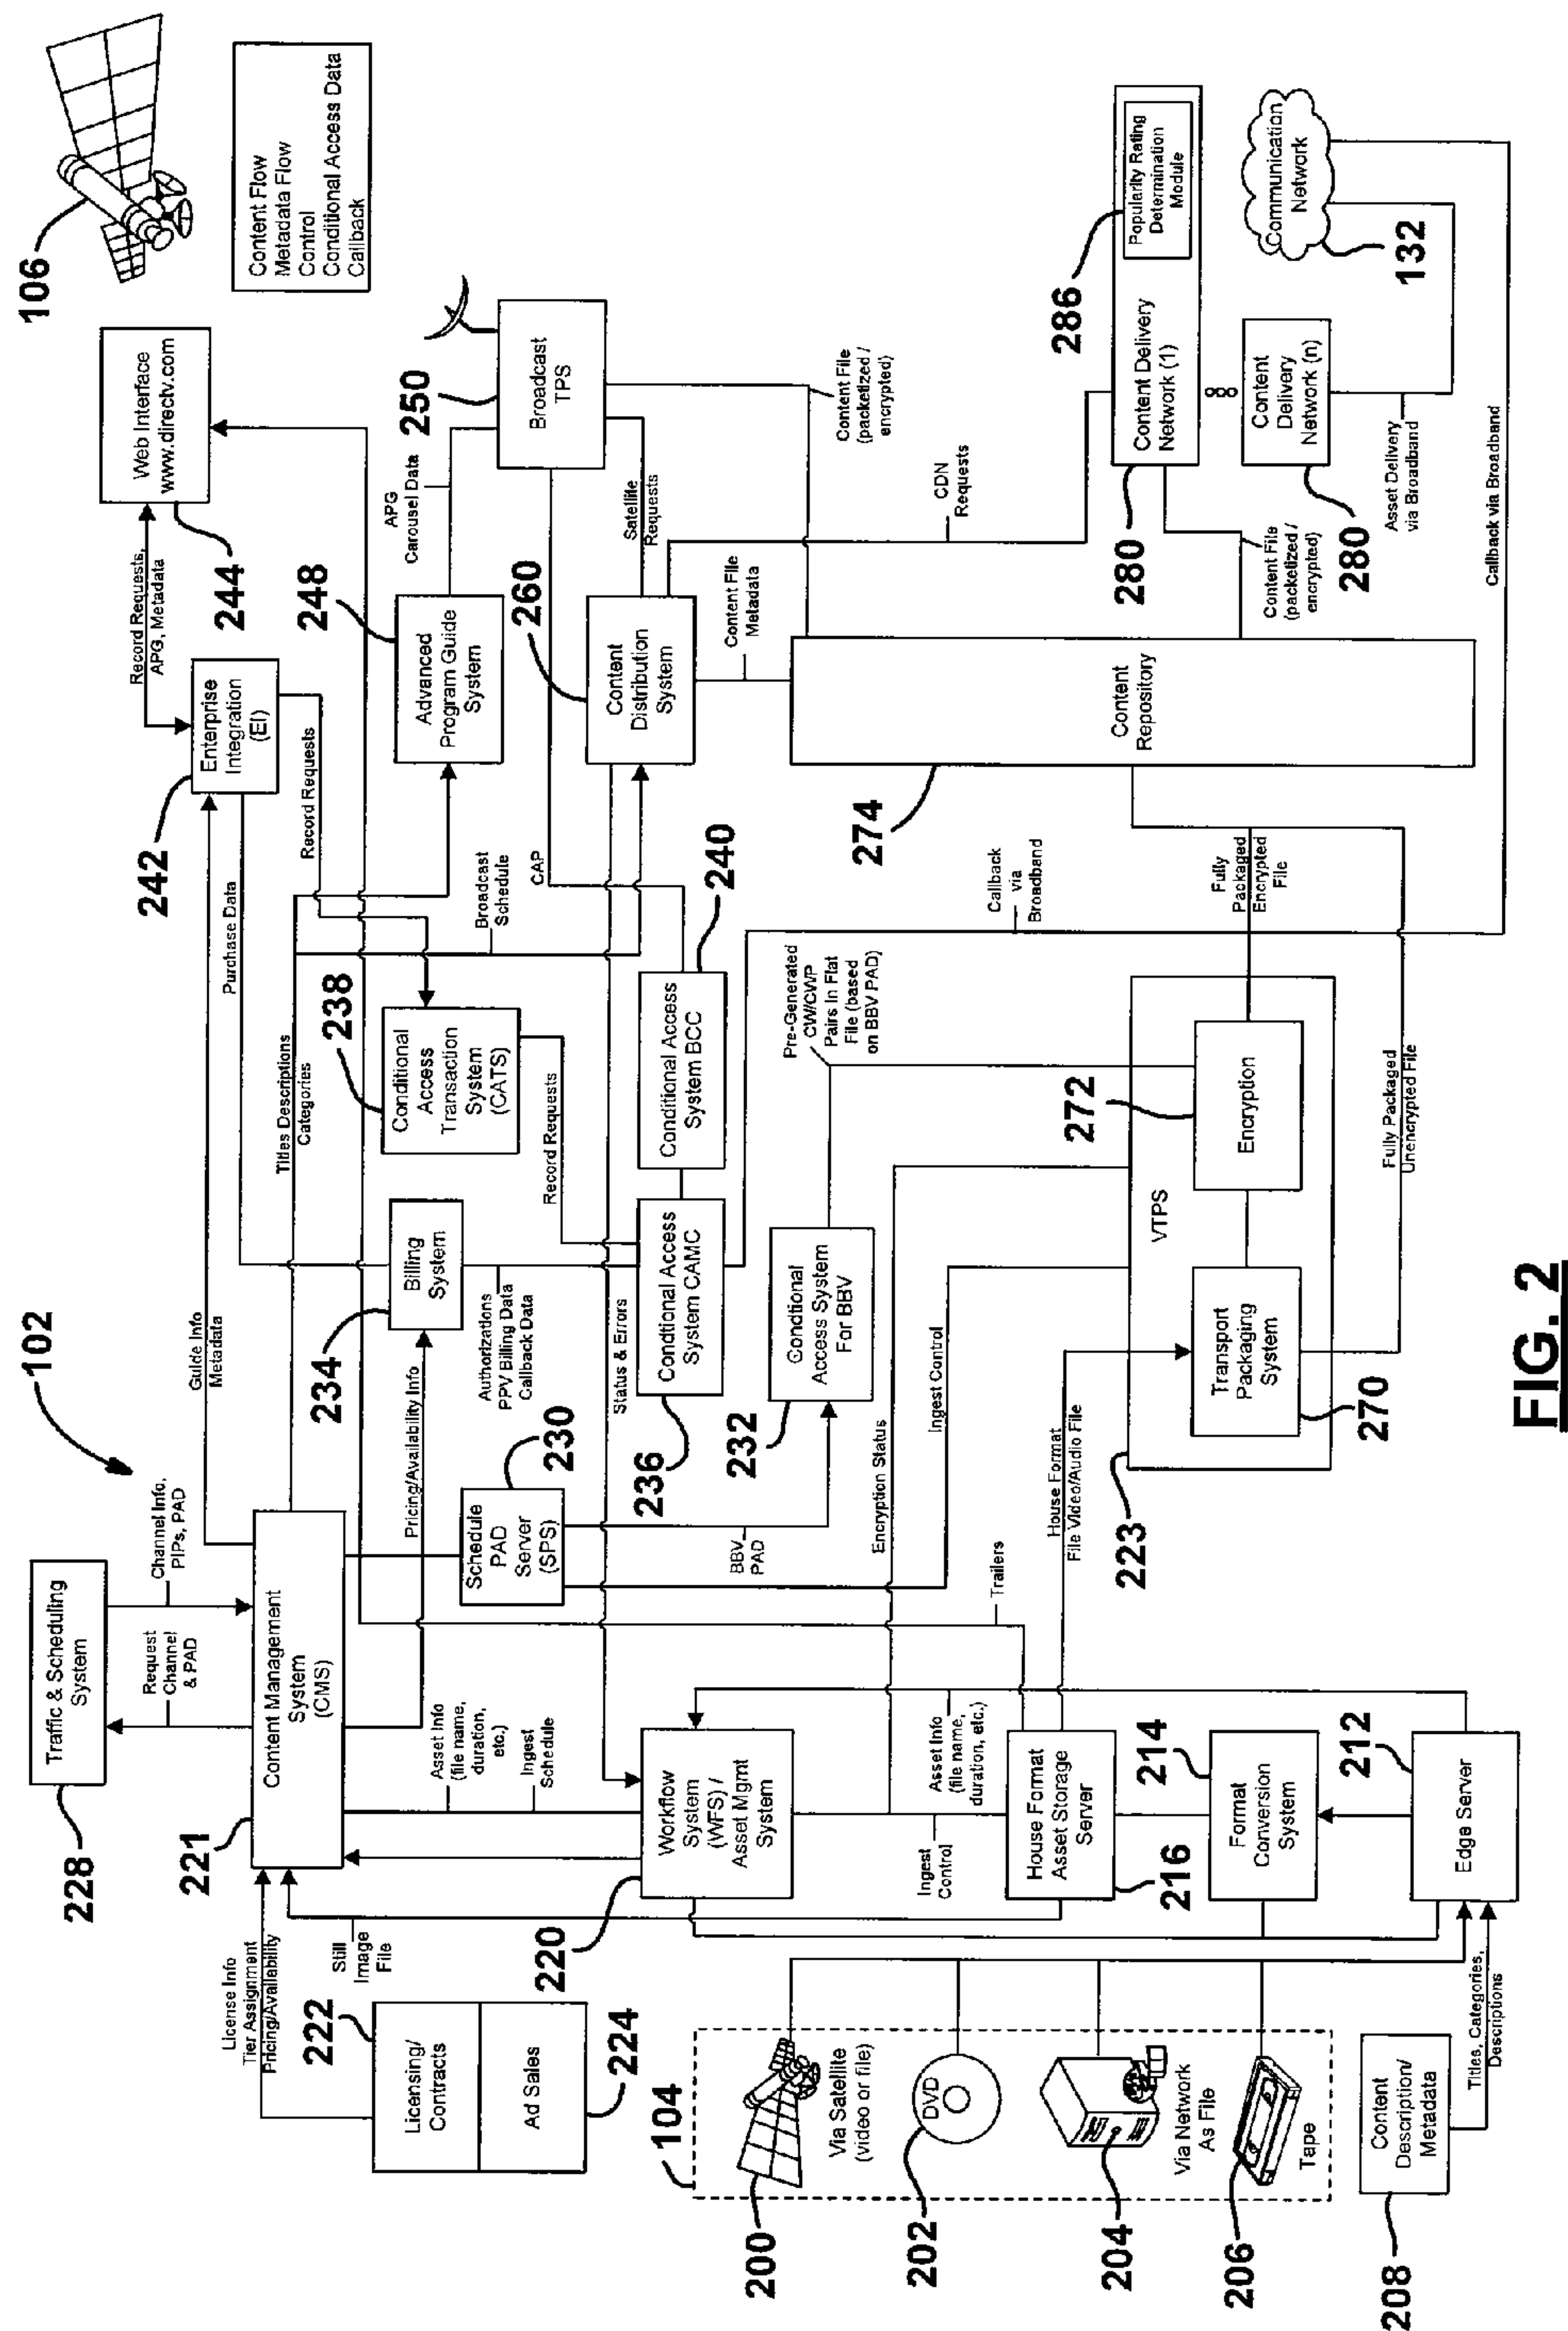 102
106
Traffic & Scheduling
System
228
Request
Channel
& PAD
Channel Info,
PIPs, PAD
Guide Info
Metadata
Record Requests,
APG, Metadata
Web Interface
www.directv.com
244
Content Flow
Metadata Flow
Control
Conditional Access Data
Callback
License Info
Tier Assignment
Pricing/Availability
221
Content Management
System
(CMS)
Titles Descriptions
Categories
Purchase Data
242
Enterprise
Integration
(EI)
Record Requests
Still
Image
File
222
Licensing/
Contracts
Ad Sales
224
Asset Info
(file name,
duration,
etc.)
Ingest
Schedule
Pricing/Availability Info
234
Billing
System
Authorizations
PPV Billing Data
Callback Data
238
Conditional
Access
Transaction
System
(CATS)
Record Requests
Broadcast
Schedule
248
Advanced
Program Guide
System
APG
Carousel Data
250
Broadcast
TPS
Schedule
PAD
Server
(SPS)
230
BBV
PAD
Status & Errors
236
Condtional Access
System CAMC
Conditional Access
System BCC
240
CAP
260
Content
Distribution
System
Satellite
Requests
Content File
Metadata
Content File
(packetized /
encrypted)
CDN
Requests
220
Workflow
System
(WFS) /
Asset Mgmt
System
104
200
Via Satellite
(video or file)
202
DVD
204
Via Network
As File
206
Tape
208
Content
Description/
Metadata
Titles, Categories,
Descriptions
Ingest
Control
Asset Info
(file name,
duration, etc.)
Encryption Status
Ingest Control
Trailers
232
Condtional
Access System
For BBV
Pre-Generated
CW/CWP
Pairs In Flat
File (based
on BBV PAD)
Callback
via
Broadband
274
Content
Repository
House Format
Asset Storage
Server
216
214
Format
Conversion
System
212
Edge Server
House Format
File Video/Audio File
223
VTPS
Transport
Packaging
System
270
272
Encryption
Fully
Packaged
Encrypted
File
Fully Packaged
Unencrypted File
286
Content Delivery
Network (1)
Popularity Rating
Determination
Module
280
Content File
(packetized /
encrypted)
Content
Delivery
Network (n)
280
Communication
Network
132
Asset Delivery
via Broadband
Callback via Broadband
FIG. 2